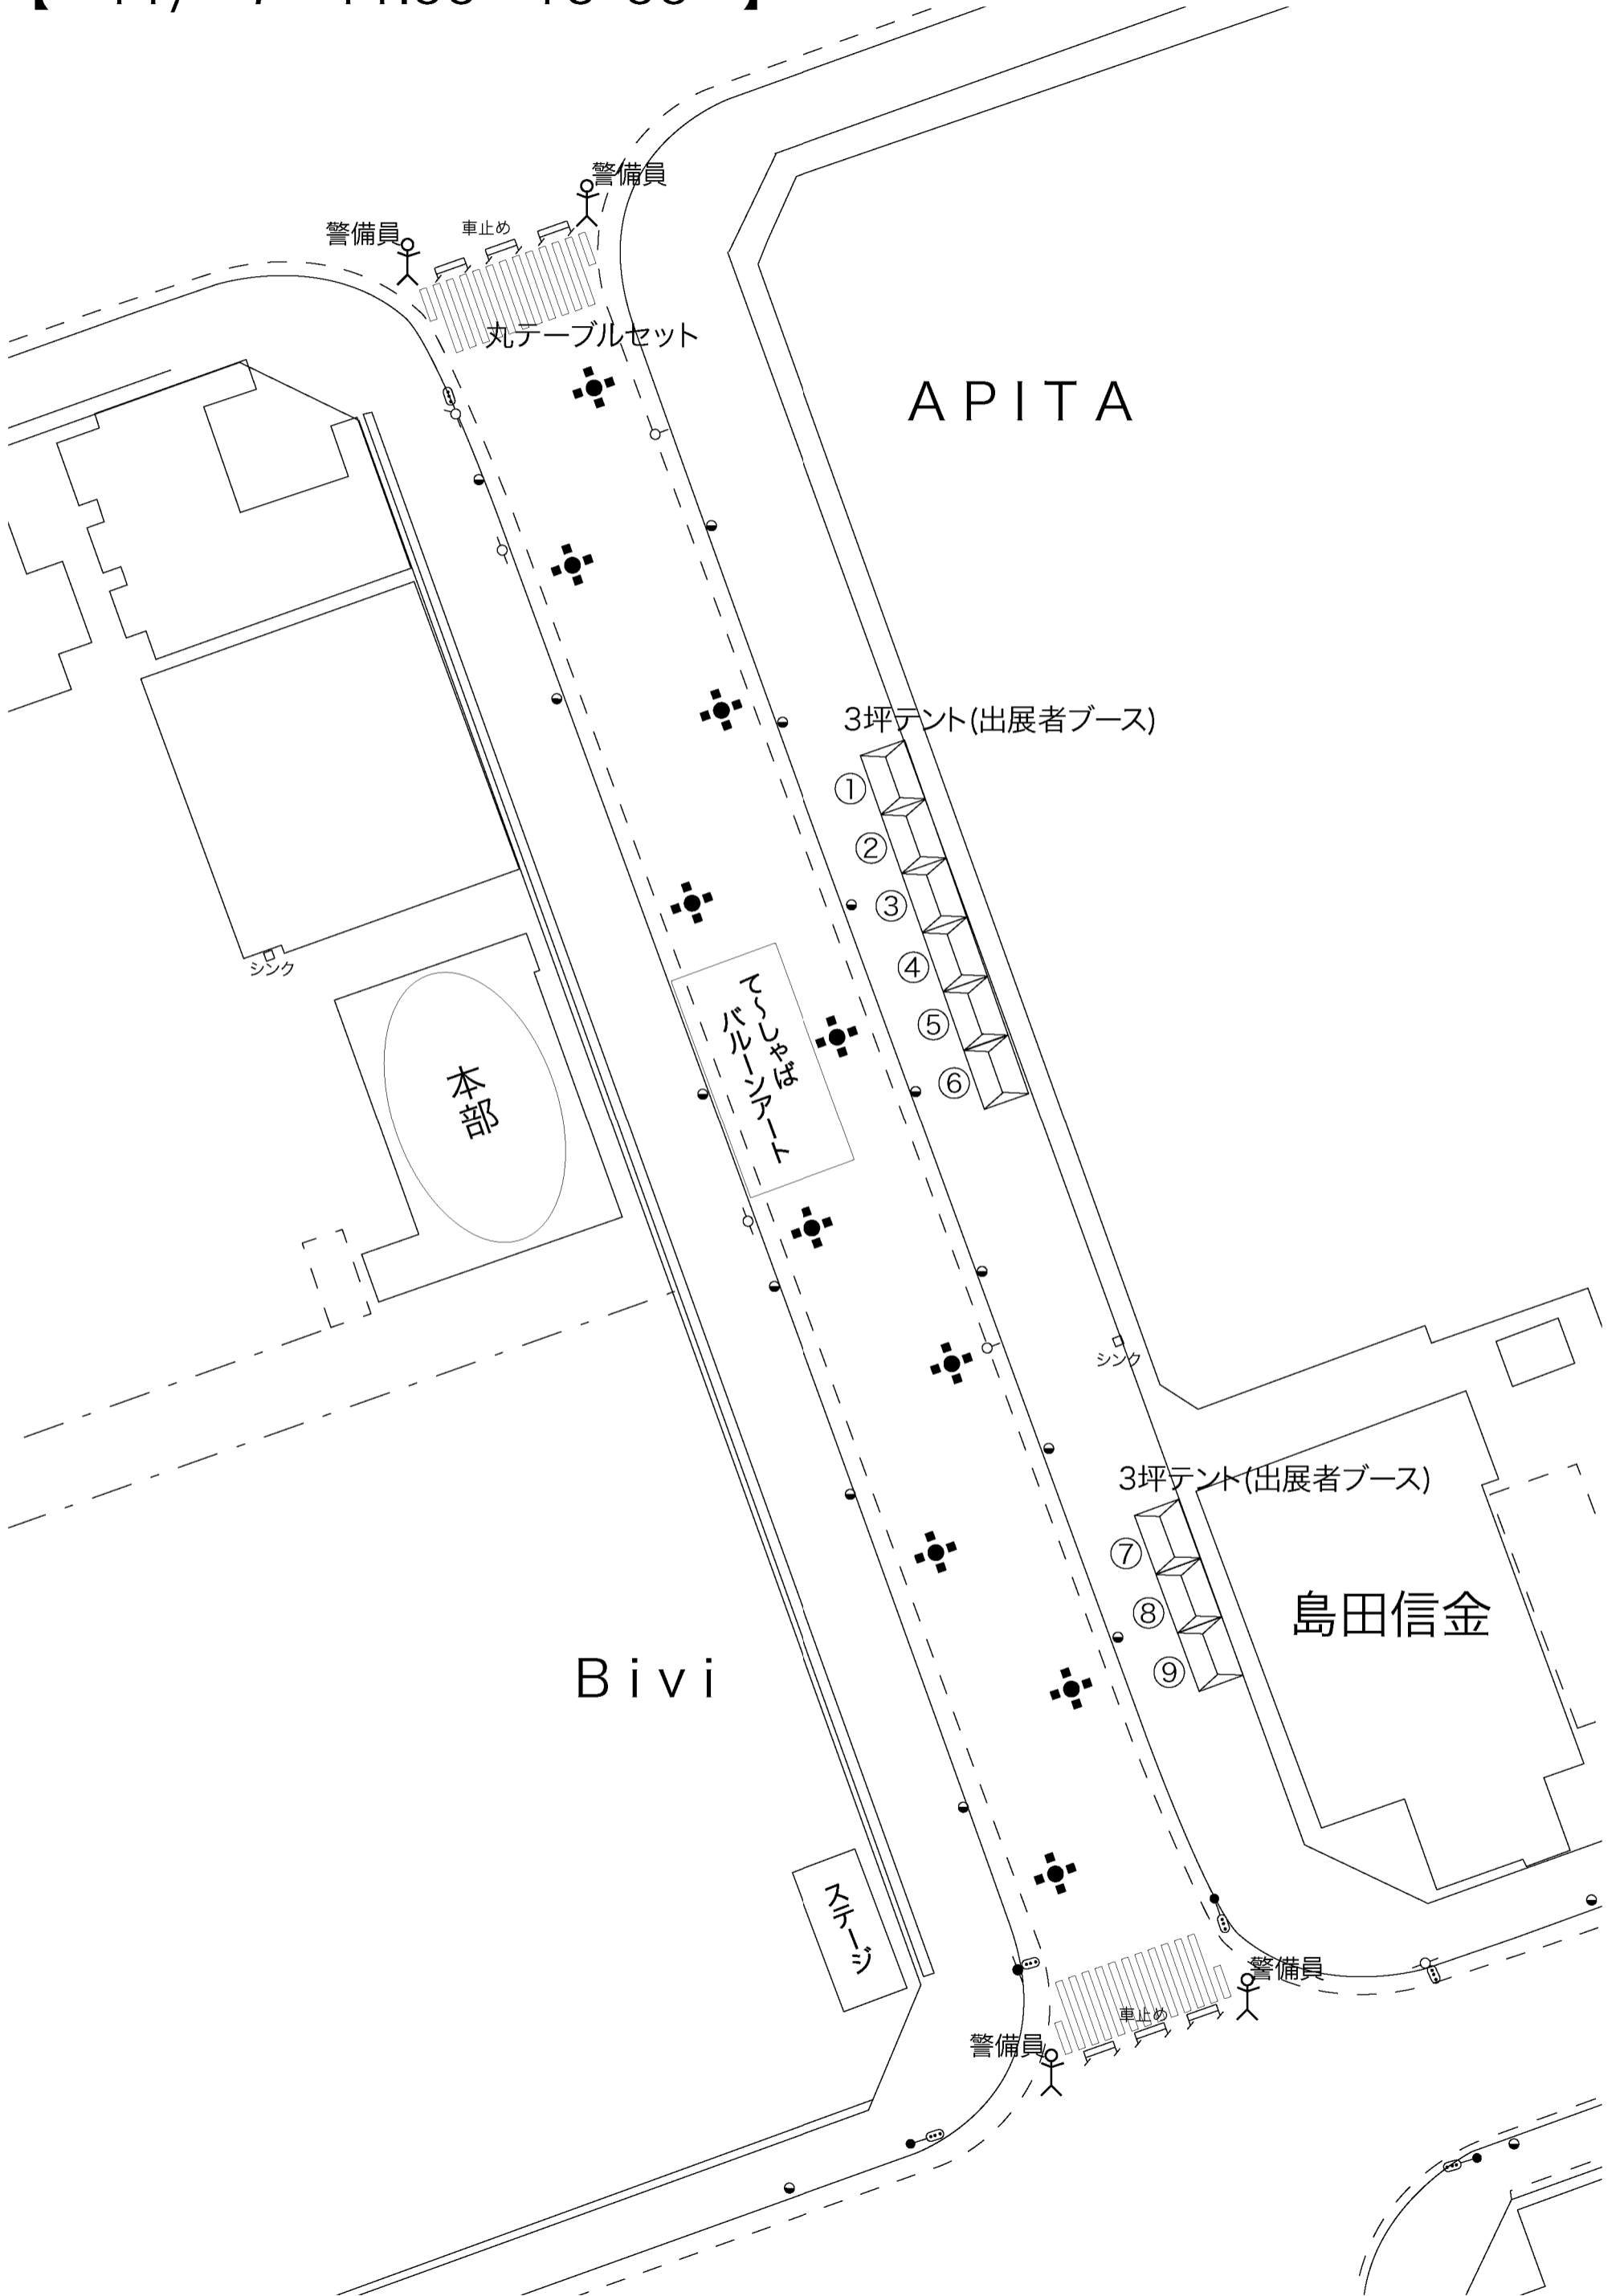 警備員
警備員
車止め
丸テーブルセット
APITA
3坪テント(出展者ブース)
①
②
③
④
⑤
⑥
シンク
本部
て〜しゃば
バルーンアート
シンク
3坪テント(出展者ブース)
⑦
⑧
⑨
島田信金
Bivi
ステージ
警備員
車止め
警備員